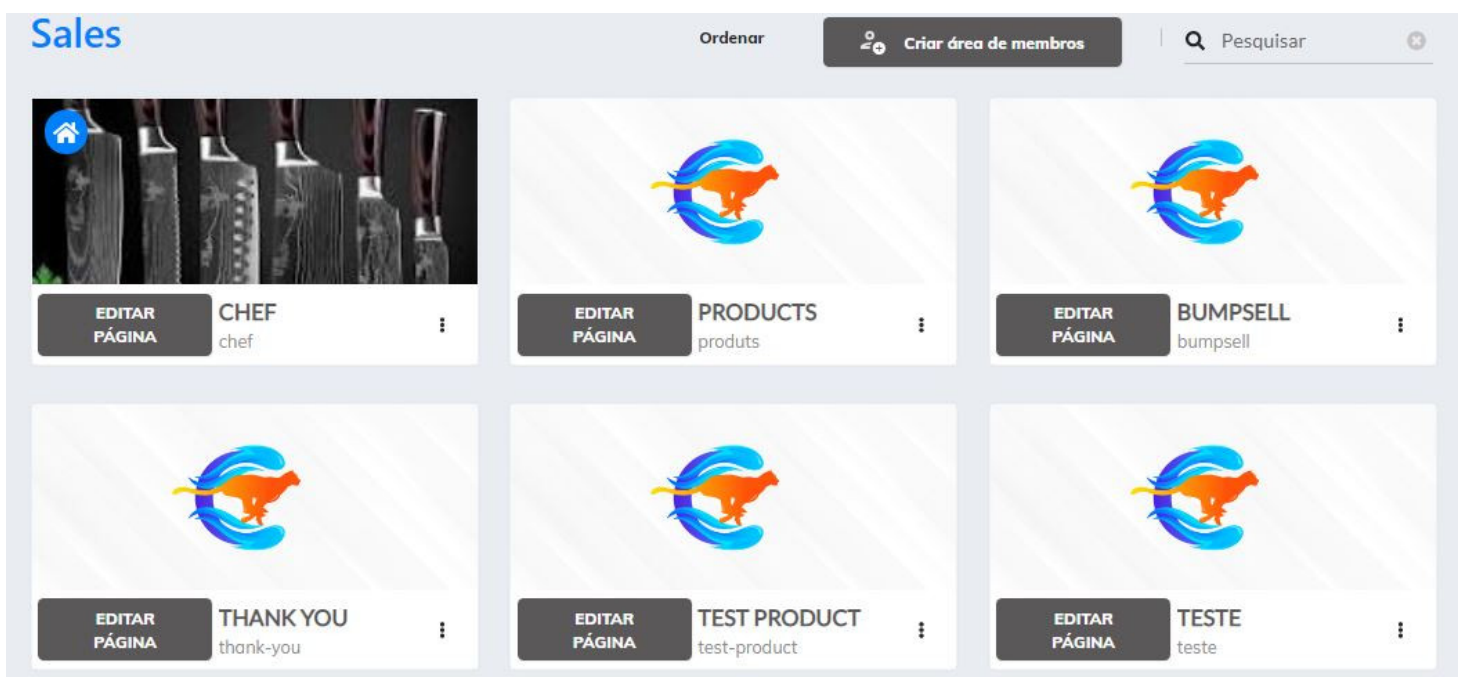 Sales
Ordenar
Criar área de membros
Pesquisar
EDITAR
PÁGINA
CHEF
chef
EDITAR
PÁGINA
PRODUCTS
produts
EDITAR
PÁGINA
BUMPSELL
bumpsell
EDITAR
PÁGINA
THANK YOU
thank-you
EDITAR
PÁGINA
TEST PRODUCT
test-product
EDITAR
PÁGINA
TESTE
teste